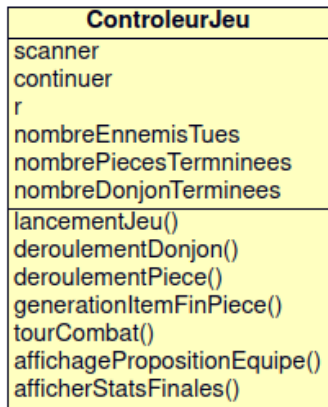 ControleurJeu
scanner
continuer
r
nombreEnnemisTues
nombrePiecesTermninees
nombreDonjonTerminees
lancementJeu()
deroulementDonjon()
deroulementPiece()
generationItemFinPiece()
tourCombat()
affichagePropositionEquipe()
afficherStatsFinales()